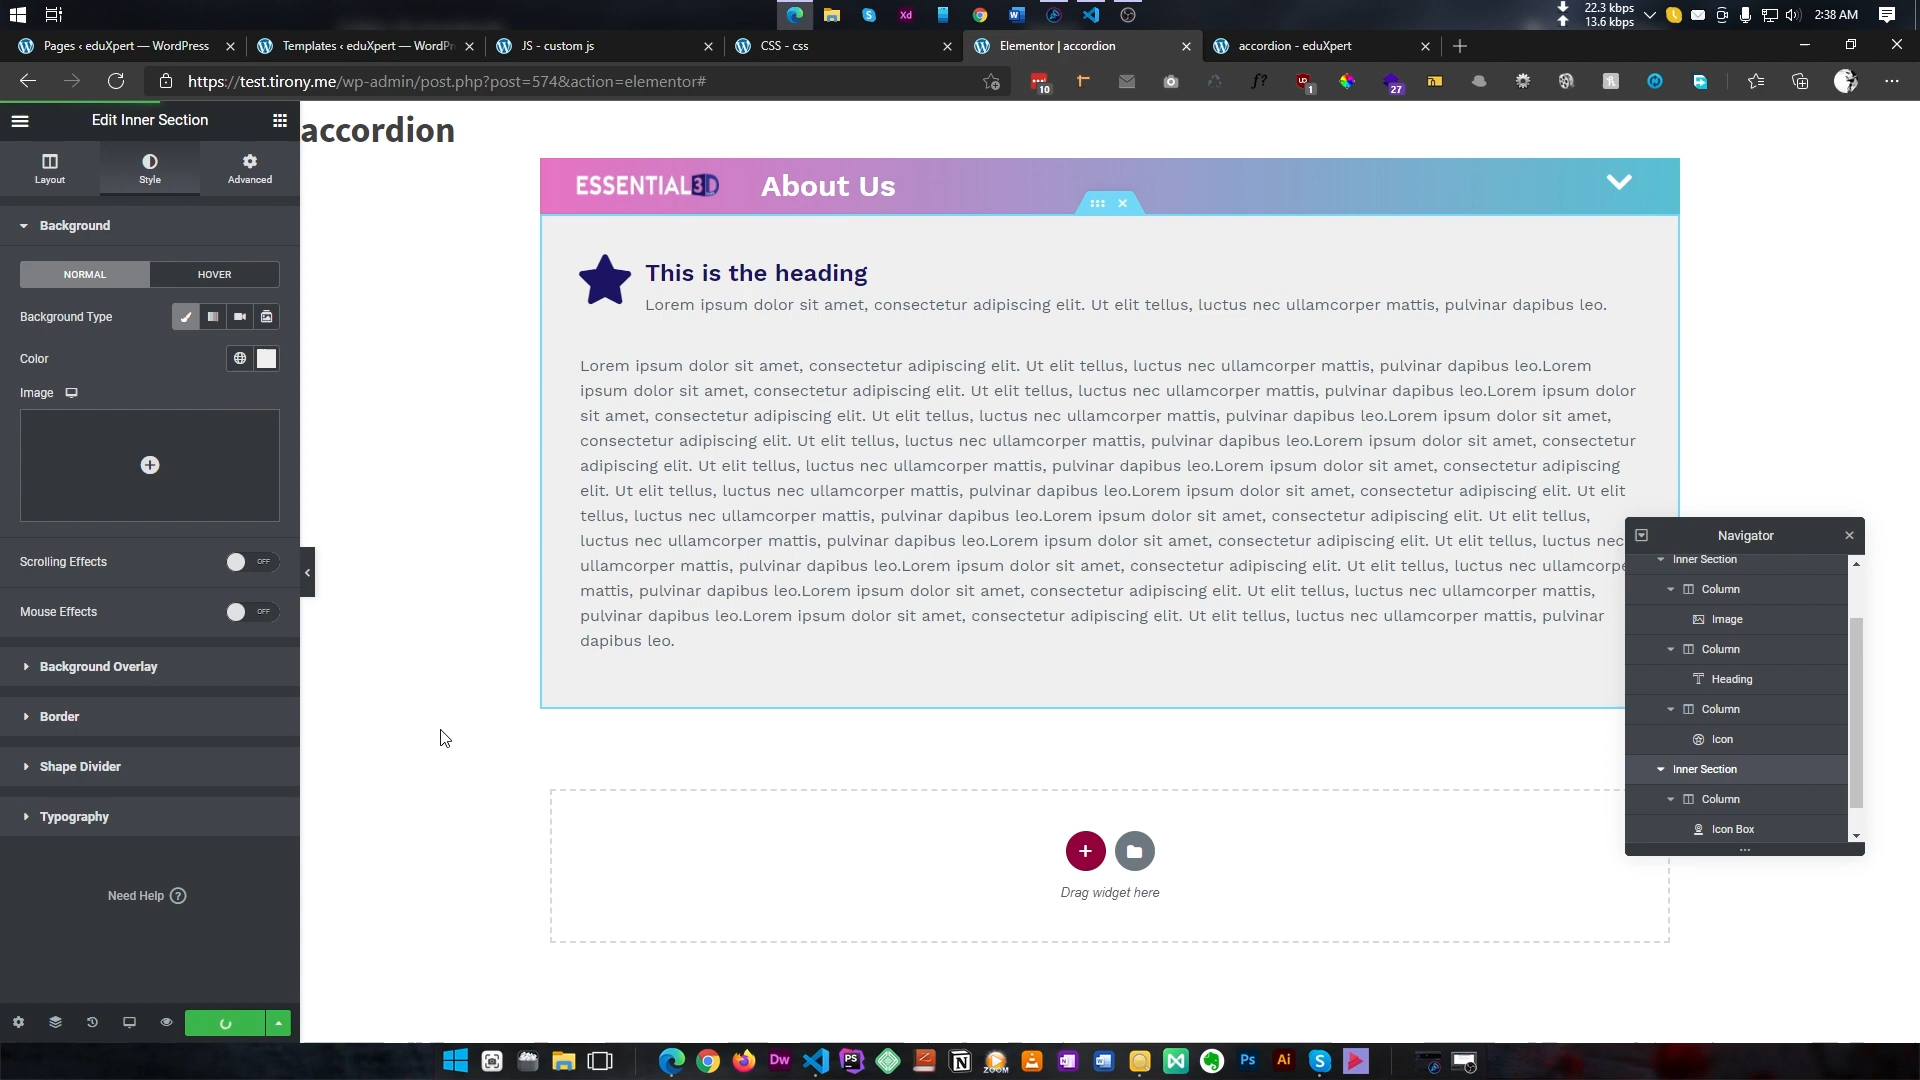 22.3 kbps
13.6 kbps
2:38 AM
Pages ‹ eduXpert — WordPress
Templates ‹ eduXpert — WordPr
JS - custom js
CSS - css
Elementor | accordion
accordion - eduXpert
https://test.tirony.me/wp-admin/post.php?post=574&action=elementor#
10
f?
1
27
Edit Inner Section
accordion
Layout
Style
Advanced
ESSENTIAL3D
About Us
Background
NORMAL
HOVER
This is the heading
Lorem ipsum dolor sit amet, consectetur adipiscing elit. Ut elit tellus, luctus nec ullamcorper mattis, pulvinar dapibus leo.
Background Type
Color
Image
Lorem ipsum dolor sit amet, consectetur adipiscing elit. Ut elit tellus, luctus nec ullamcorper mattis, pulvinar dapibus leo.Lorem
ipsum dolor sit amet, consectetur adipiscing elit. Ut elit tellus, luctus nec ullamcorper mattis, pulvinar dapibus leo.Lorem ipsum dolor
sit amet, consectetur adipiscing elit. Ut elit tellus, luctus nec ullamcorper mattis, pulvinar dapibus leo.Lorem ipsum dolor sit amet,
consectetur adipiscing elit. Ut elit tellus, luctus nec ullamcorper mattis, pulvinar dapibus leo.Lorem ipsum dolor sit amet, consectetur
adipiscing elit. Ut elit tellus, luctus nec ullamcorper mattis, pulvinar dapibus leo.Lorem ipsum dolor sit amet, consectetur adipiscing
elit. Ut elit tellus, luctus nec ullamcorper mattis, pulvinar dapibus leo.Lorem ipsum dolor sit amet, consectetur adipiscing elit. Ut elit
tellus, luctus nec ullamcorper mattis, pulvinar dapibus leo.Lorem ipsum dolor sit amet, consectetur adipiscing elit. Ut elit tellus,
luctus nec ullamcorper mattis, pulvinar dapibus leo.Lorem ipsum dolor sit amet, consectetur adipiscing elit. Ut elit tellus, luctus nec
ullamcorper mattis, pulvinar dapibus leo.Lorem ipsum dolor sit amet, consectetur adipiscing elit. Ut elit tellus, luctus nec ullamcorpe
mattis, pulvinar dapibus leo.Lorem ipsum dolor sit amet, consectetur adipiscing elit. Ut elit tellus, luctus nec ullamcorper mattis,
pulvinar dapibus leo.Lorem ipsum dolor sit amet, consectetur adipiscing elit. Ut elit tellus, luctus nec ullamcorper mattis, pulvinar
dapibus leo.
Scrolling Effects
OFF
Mouse Effects
OFF
Background Overlay
Border
Shape Divider
Typography
Need Help
Navigator
Inner Section
Column
Image
Column
Heading
Column
Icon
Inner Section
Column
Icon Box
Drag widget here
Xd
Dw
PS
ZOOM
Ps
Ai